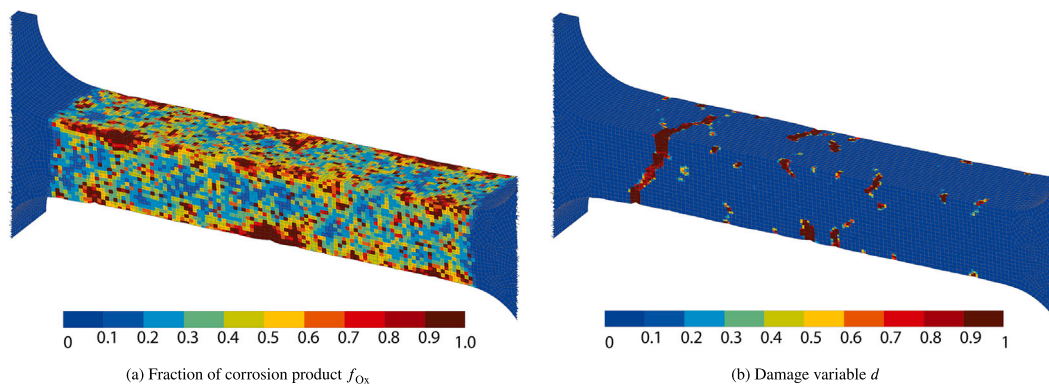 0 0.1 0.2 0.3 0.4 0.5 0.6 0.7 0.8 0.9 1.0
(a) Fraction of corrosion product fOx
0 0.1 0.2 0.3 0.4 0.5 0.6 0.7 0.8 0.9 1
(b) Damage variable d